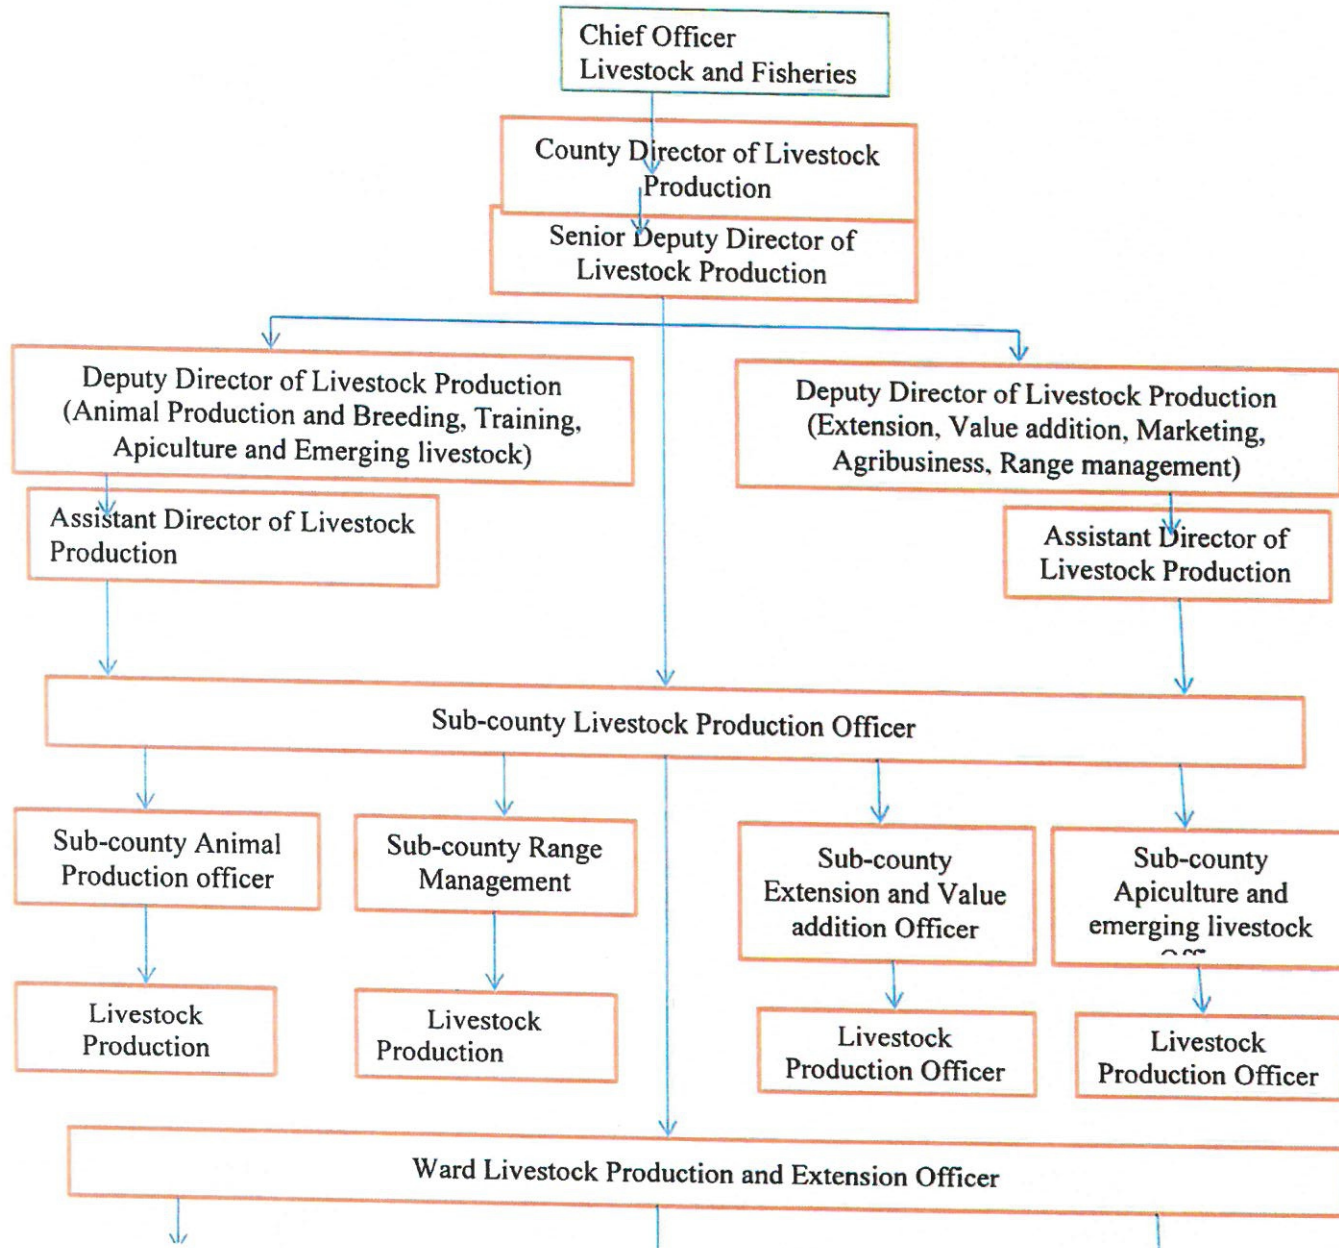 Chief Officer
Livestock and Fisheries
County Director of Livestock
Production
Senior Deputy Director of
Livestock Production
Deputy Director of Livestock Production
(Animal Production and Breeding, Training,
Apiculture and Emerging livestock)
Deputy Director of Livestock Production
(Extension, Value addition, Marketing,
Agribusiness, Range management)
Assistant Director of Livestock
Production
Assistant Director of
Livestock Production
Sub-county Livestock Production Officer
Sub-county Animal
Production officer
Sub-county Range
Management
Sub-county
Extension and Value
addition Officer
Sub-county
Apiculture and
emerging livestock
Livestock
Production
Livestock
Production
Livestock
Production Officer
Livestock
Production Officer
Ward Livestock Production and Extension Officer